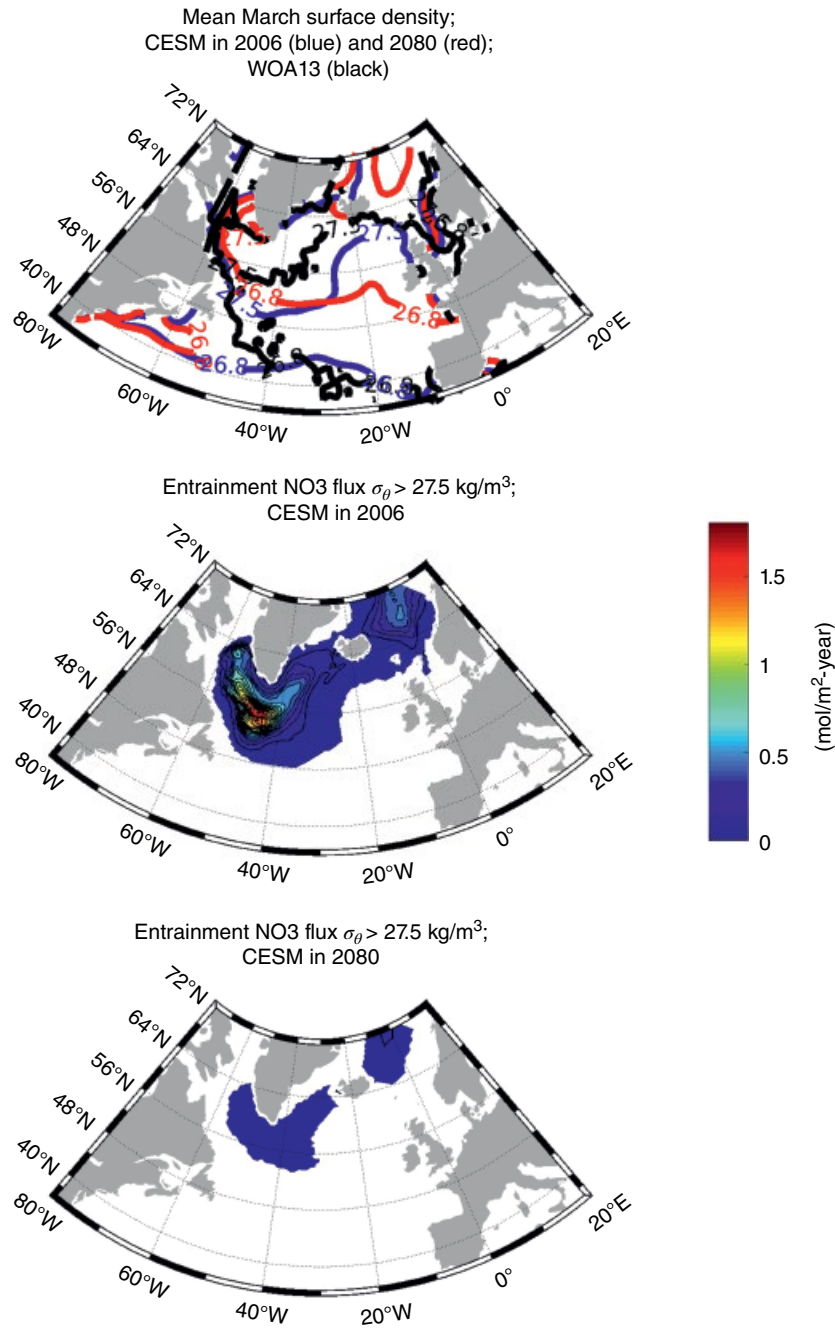 Mean March surface density;
CESM in 2006 (blue) and 2080 (red);
WOA13 (black)
72°N
64°N
56°N
48°N
40°N
80°W
60°W
40°W
20°W
0°
20°E
27.5
27.5
26.8
26.8
26.8
Entrainment NO3 flux σθ > 27.5 kg/m³;
CESM in 2006
72°N
64°N
56°N
48°N
40°N
80°W
60°W
40°W
20°W
0°
20°E
1.5
1
0.5
0
(mol/m²-year)
Entrainment NO3 flux σθ > 27.5 kg/m³;
CESM in 2080
72°N
64°N
56°N
48°N
40°N
80°W
60°W
40°W
20°W
0°
20°E